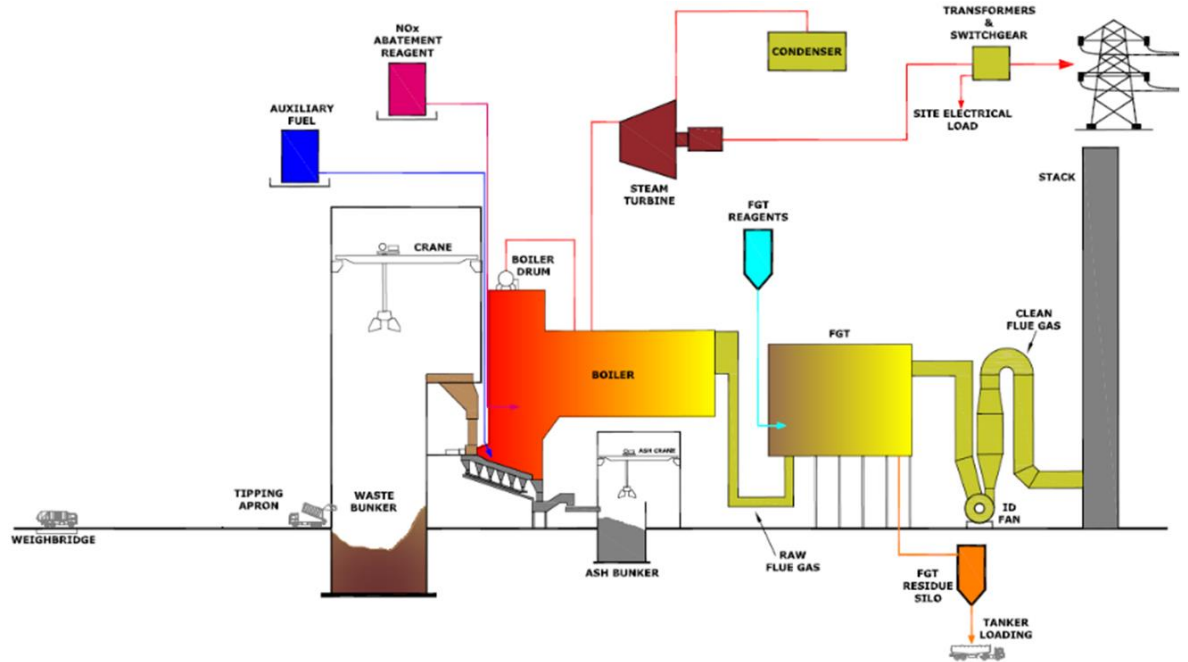 TRANSFORMERS
&
SWITCHGEAR
NOx
ABATEMENT
REAGENT
CONDENSER
AUXILIARY
FUEL
SITE ELECTRICAL
LOAD
STEAM
TURBINE
STACK
FGT
REAGENTS
CRANE
BOILER
DRUM
CLEAN
FLUE GAS
FGT
BOILER
ASH CRANE
TIPPING
APRON
WASTE
BUNKER
ID
FAN
WEIGHBRIDGE
RAW
FLUE GAS
ASH BUNKER
FGT
RESIDUE
SILO
TANKER
LOADING